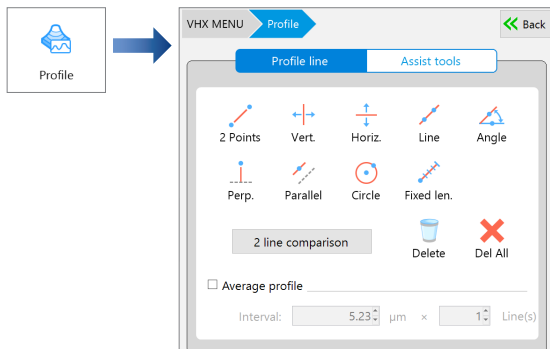 Profile
VHX MENU Profile Back
Profile line Assist tools
2 Points Vert. Horiz. Line Angle
Perp. Parallel Circle Fixed len.
2 line comparison Delete Del All
Average profile
Interval: 5.23 μm × 1 Line(s)